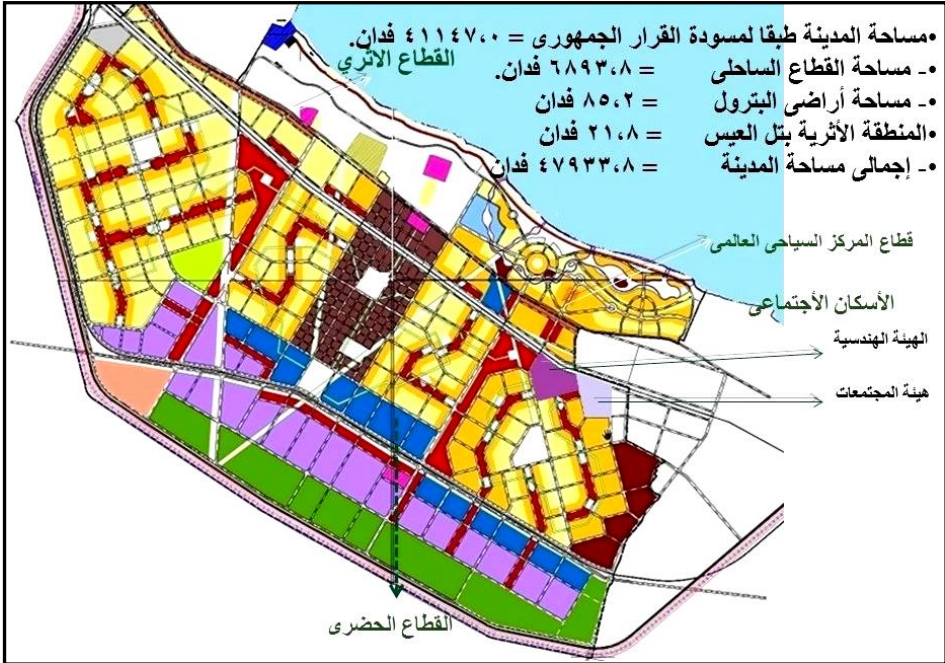 •مساحة المدينة طبقا لمسودة القرار الجمهورى = ٤١١٤٧،٠ فدان.
•- مساحة القطاع الساحلى = ٦٨٩٣،٨ فدان.
•- مساحة أراضى البترول = ٨٥،٢ فدان
•المنطقة الأثرية بتل العيس = ٢١،٨ فدان
•- إجمالى مساحة المدينة = ٤٧٩٣٣،٨ فدان
القطاع الاثري
قطاع المركز السياحى العالمى
الأسكان الأجتماعى
الهيئة الهندسية
هيئة المجتمعات
القطاع الحضرى